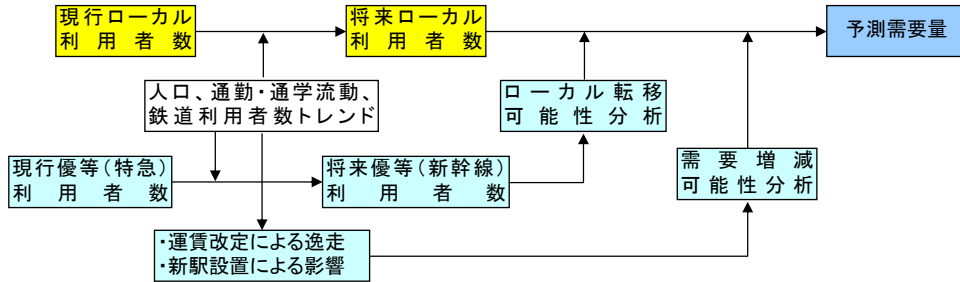 現行ローカル
利用者数
将来ローカル
利用者数
予測需要量
人口、通勤・通学流動、
鉄道利用者数トレンド
ローカル転移
可能性分析
現行優等(特急)
利用者数
将来優等(新幹線)
利用者数
需要増減
可能性分析
・運賃改定による逸走
・新駅設置による影響